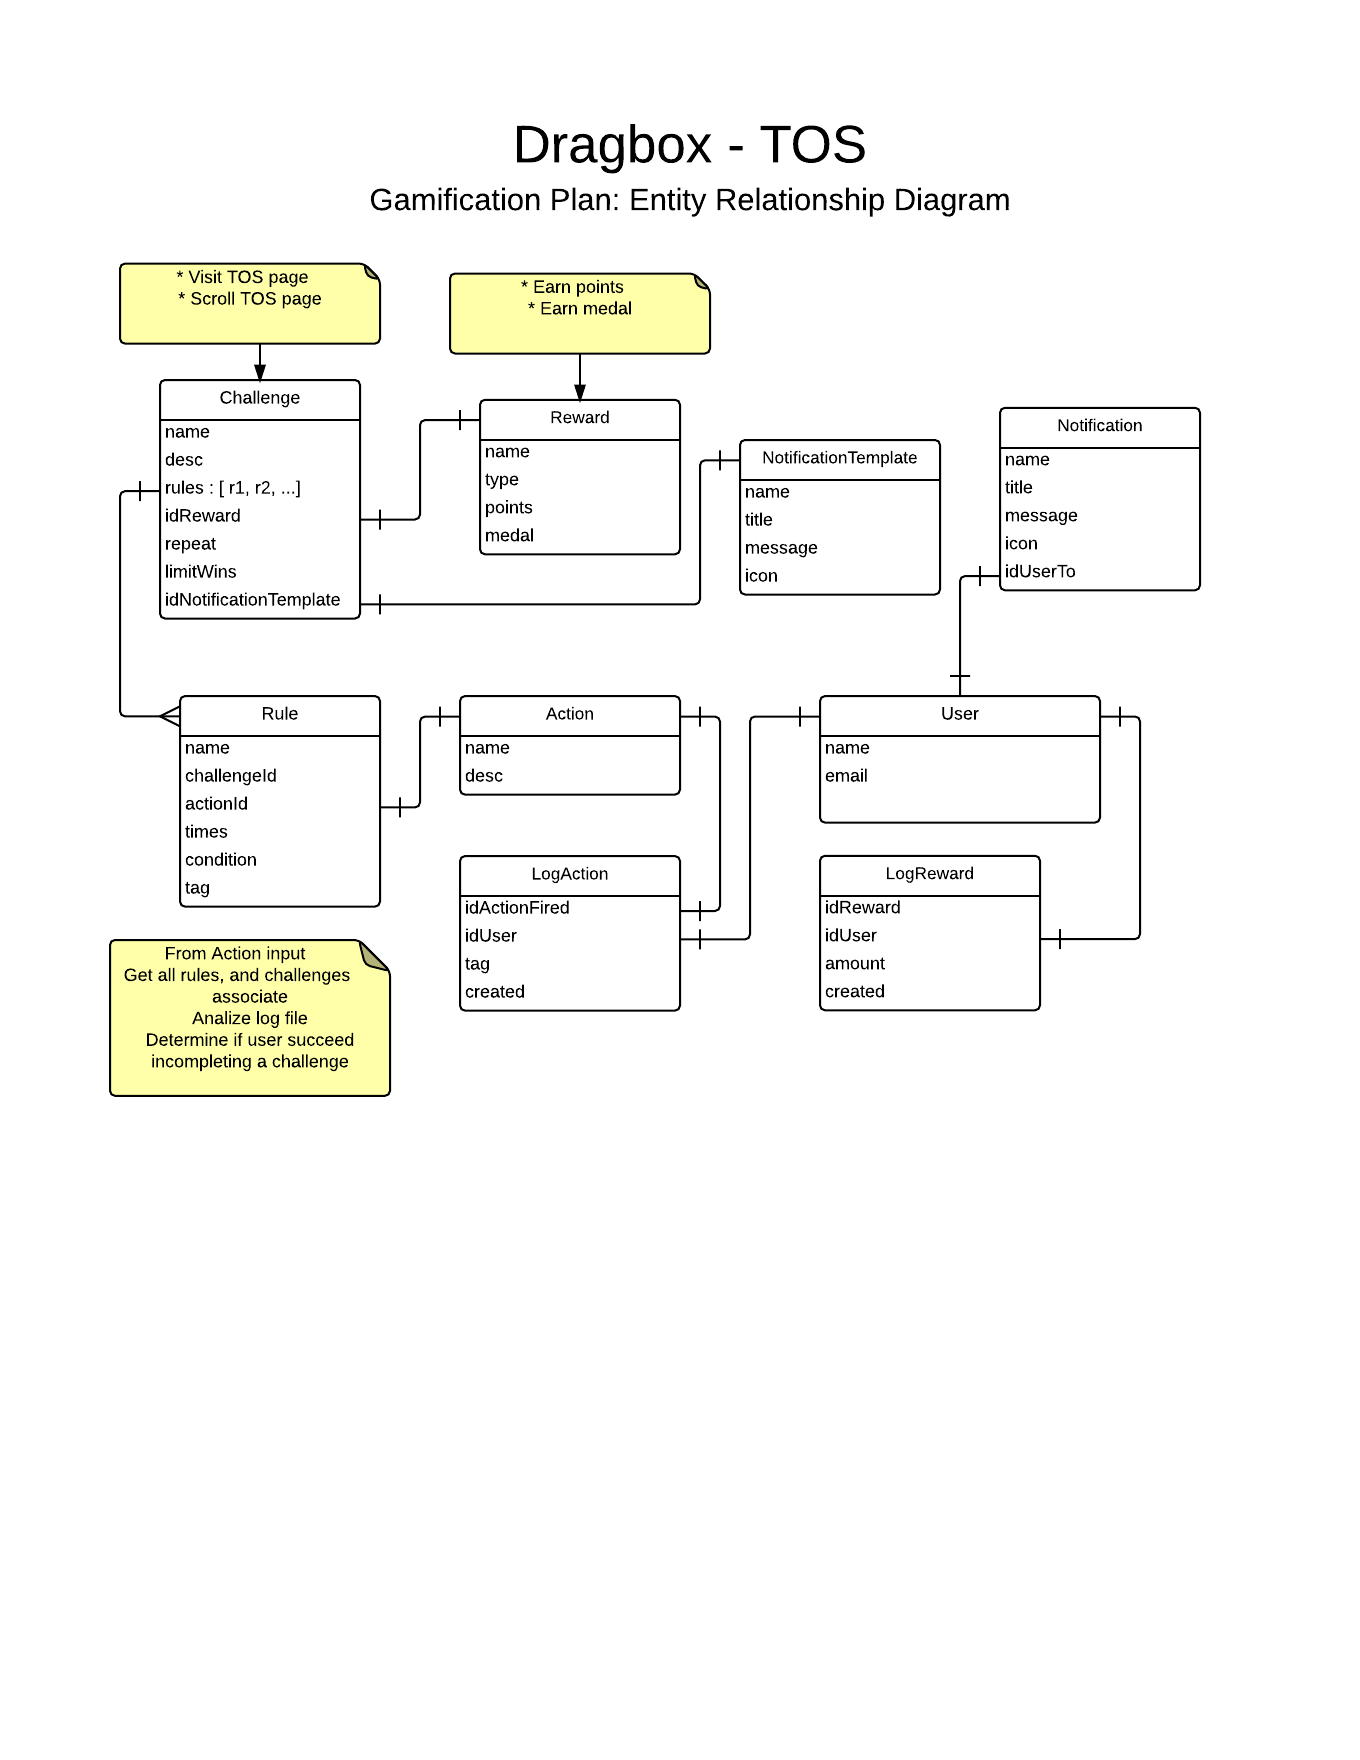 Dragbox - TOS
Gamification Plan: Entity Relationship Diagram
* Visit TOS page
* Scroll TOS page
* Earn points
* Earn medal
Challenge
name
desc
rules : [ r1, r2, ...]
idReward
repeat
limitWins
idNotificationTemplate
Reward
name
type
points
medal
NotificationTemplate
name
title
message
icon
Notification
name
title
message
icon
idUserTo
Rule
name
challengeId
actionId
times
condition
tag
Action
name
desc
User
name
email
LogAction
idActionFired
idUser
tag
created
LogReward
idReward
idUser
amount
created
From Action input
Get all rules, and challenges
associate
Analize log file
Determine if user succeed
incompleting a challenge